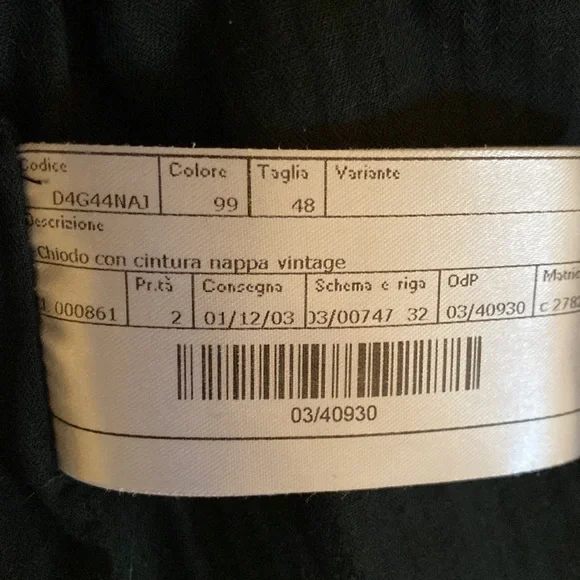 Codice Colore Taglia Variante
D4G44NA1 99 48
Descrizione
Chiodo con cintura nappa vintage
Pr.tà Consegna Schema e riga OdP
000861 2 01/12/03 03/00747 32 03/40930
03/40930